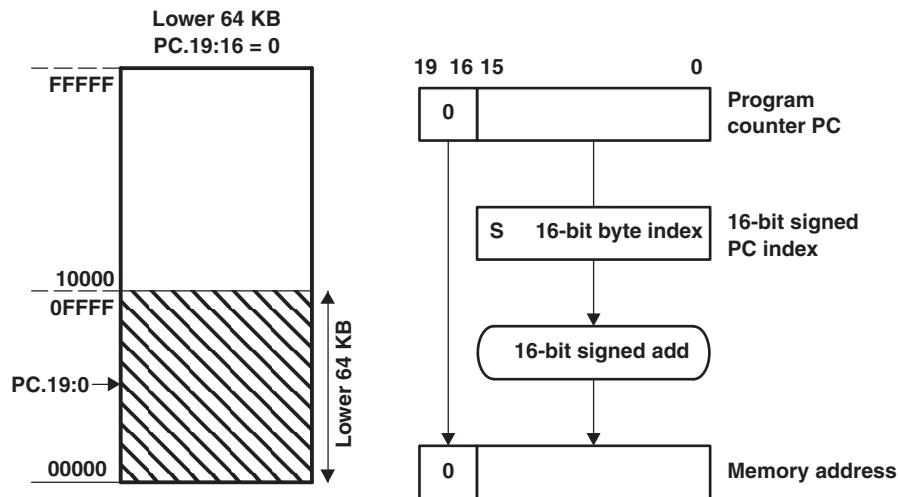 Lower 64 KB
PC.19:16 = 0
FFFFF
10000
0FFFF
PC.19:0
00000
Lower 64 KB
19 16 15 0
0
Program
counter PC
S 16-bit byte index
16-bit signed
PC index
16-bit signed add
0
Memory address